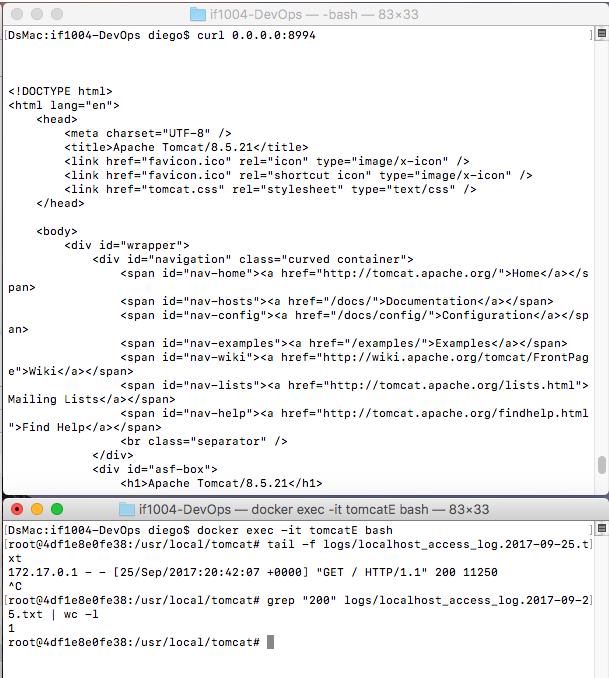 if1004-DevOps — -bash — 83×33
[DsMac:if1004-DevOps diego$ curl 0.0.0.0:8994 ]
<!DOCTYPE html>
<html lang="en">
    <head>
        <meta charset="UTF-8" />
        <title>Apache Tomcat/8.5.21</title>
        <link href="favicon.ico" rel="icon" type="image/x-icon" />
        <link href="favicon.ico" rel="shortcut icon" type="image/x-icon" />
        <link href="tomcat.css" rel="stylesheet" type="text/css" />
    </head>
    <body>
        <div id="wrapper">
            <div id="navigation" class="curved container">
                <span id="nav-home"><a href="http://tomcat.apache.org/">Home</a></s
pan>
                <span id="nav-hosts"><a href="/docs/">Documentation</a></span>
                <span id="nav-config"><a href="/docs/config/">Configuration</a></sp
an>
                <span id="nav-examples"><a href="/examples/">Examples</a></span>
                <span id="nav-wiki"><a href="http://wiki.apache.org/tomcat/FrontPag
e">Wiki</a></span>
                <span id="nav-lists"><a href="http://tomcat.apache.org/lists.html">
Mailing Lists</a></span>
                <span id="nav-help"><a href="http://tomcat.apache.org/findhelp.html
">Find Help</a></span>
                <br class="separator" />
            </div>
            <div id="asf-box">
                <h1>Apache Tomcat/8.5.21</h1>
if1004-DevOps — docker exec -it tomcatE bash — 83×33
[DsMac:if1004-DevOps diego$ docker exec -it tomcatE bash ]
[root@4df1e8e0fe38:/usr/local/tomcat# tail -f logs/localhost_access_log.2017-09-25.t]
xt
172.17.0.1 - - [25/Sep/2017:20:42:07 +0000] "GET / HTTP/1.1" 200 11250
^C
[root@4df1e8e0fe38:/usr/local/tomcat# grep "200" logs/localhost_access_log.2017-09-2]
5.txt | wc -l
1
root@4df1e8e0fe38:/usr/local/tomcat#